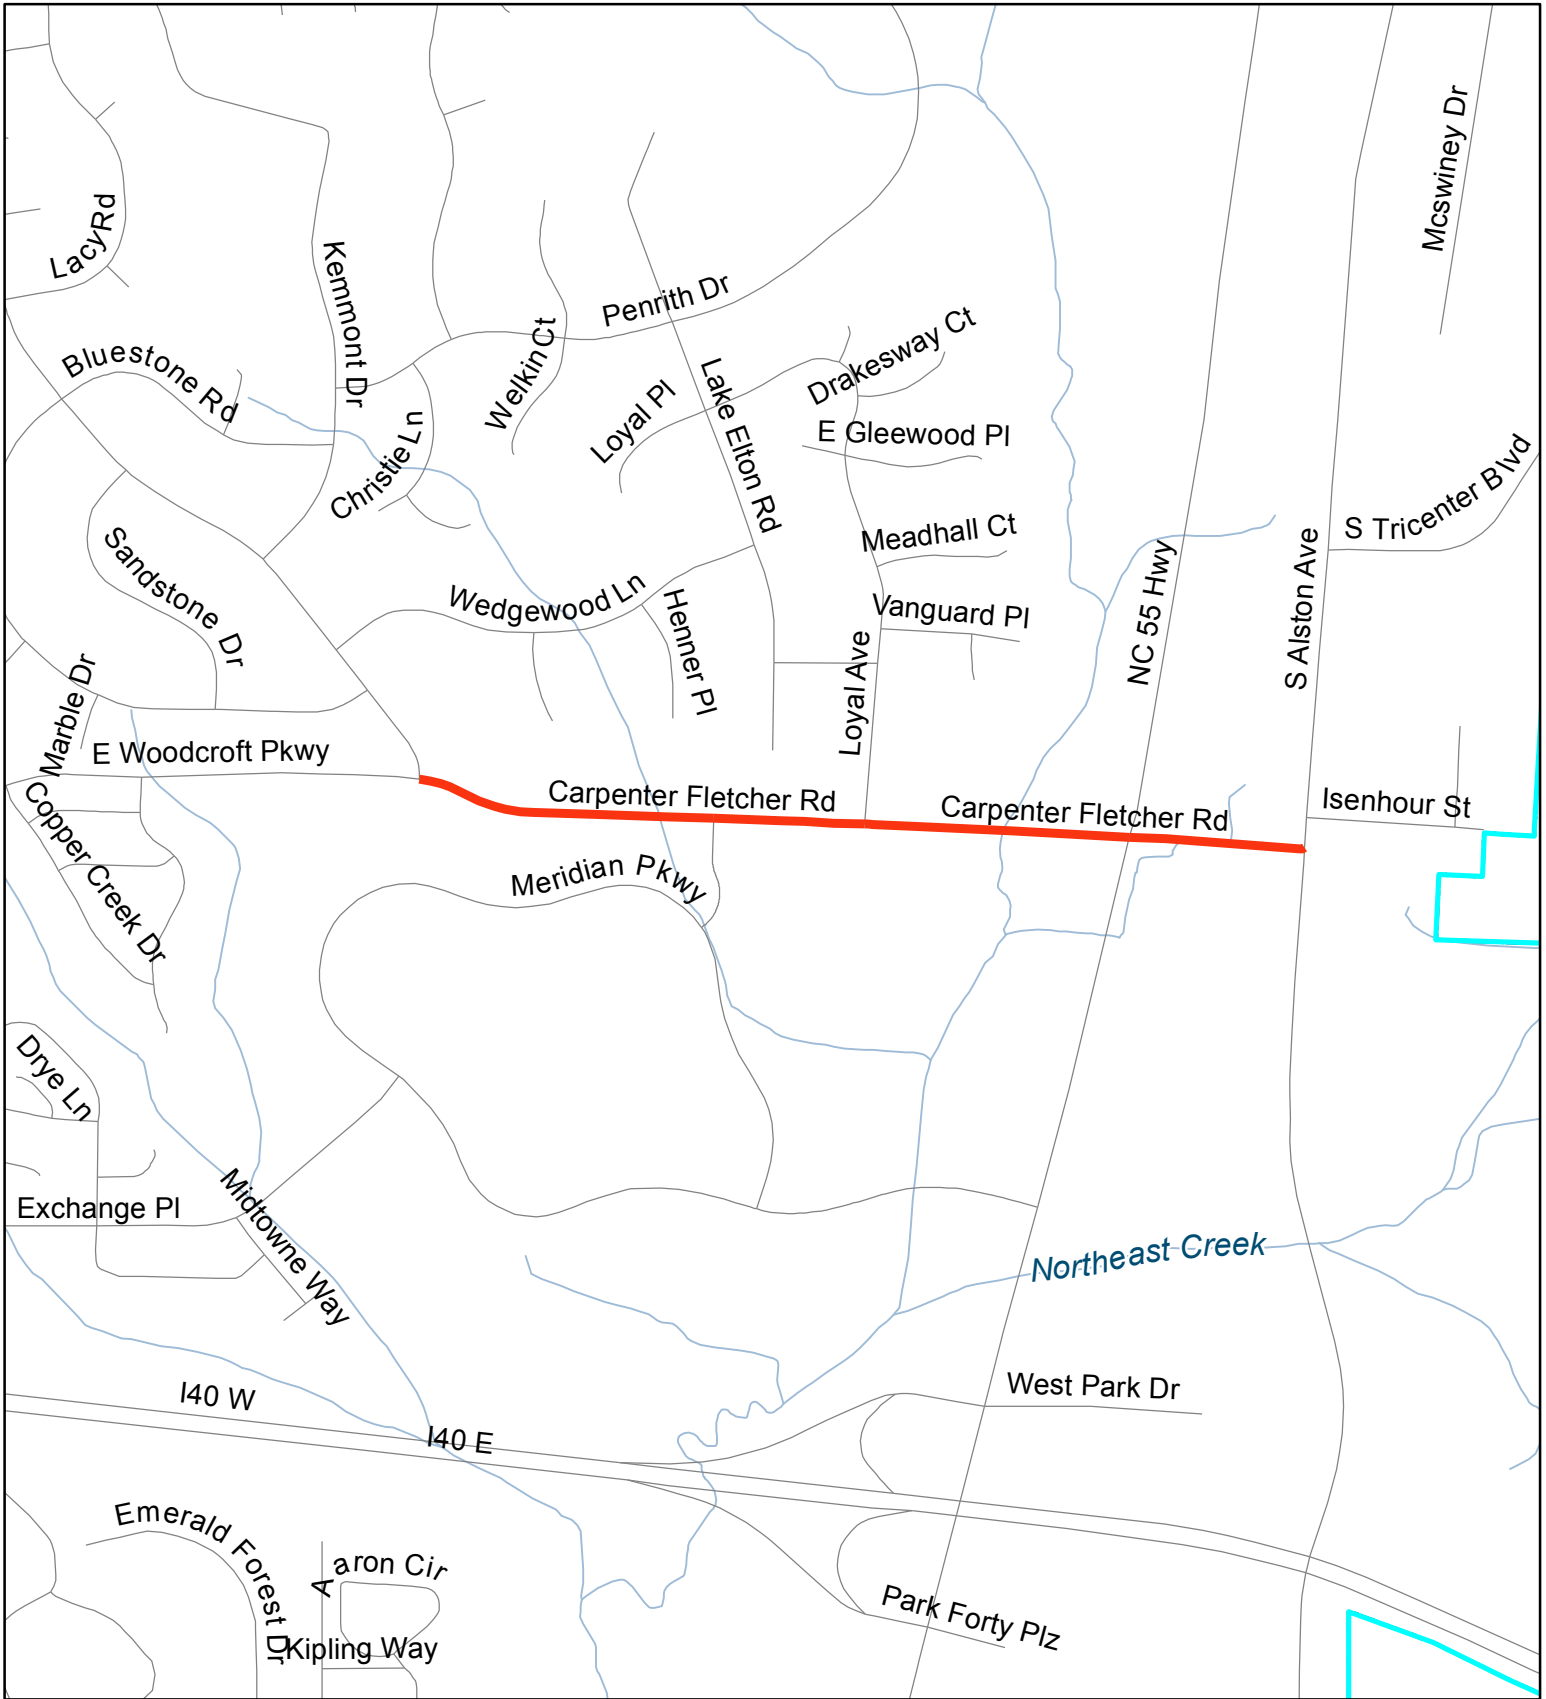 Mcswiney Dr
Lacy Rd
Kemmont Dr
Penrith Dr
Bluestone Rd
Welkin Ct
Drakesway Ct
Loyal Pl
Lake Elton Rd
Christie Ln
E Gleewood Pl
S Tricenter Blvd
Meadhall Ct
Sandstone Dr
Wedgewood Ln
Henner Pl
Vanguard Pl
NC 55 Hwy
S Alston Ave
Loyal Ave
Marble Dr
E Woodcroft Pkwy
Carpenter Fletcher Rd
Carpenter Fletcher Rd
Isenhour St
Copper Creek Dr
Meridian Pkwy
Drye Ln
Exchange Pl
Midtowne Way
Northeast Creek
I40 W
I40 E
West Park Dr
Emerald Forest Dr
Aaron Cir
Park Forty Plz
Kipling Way